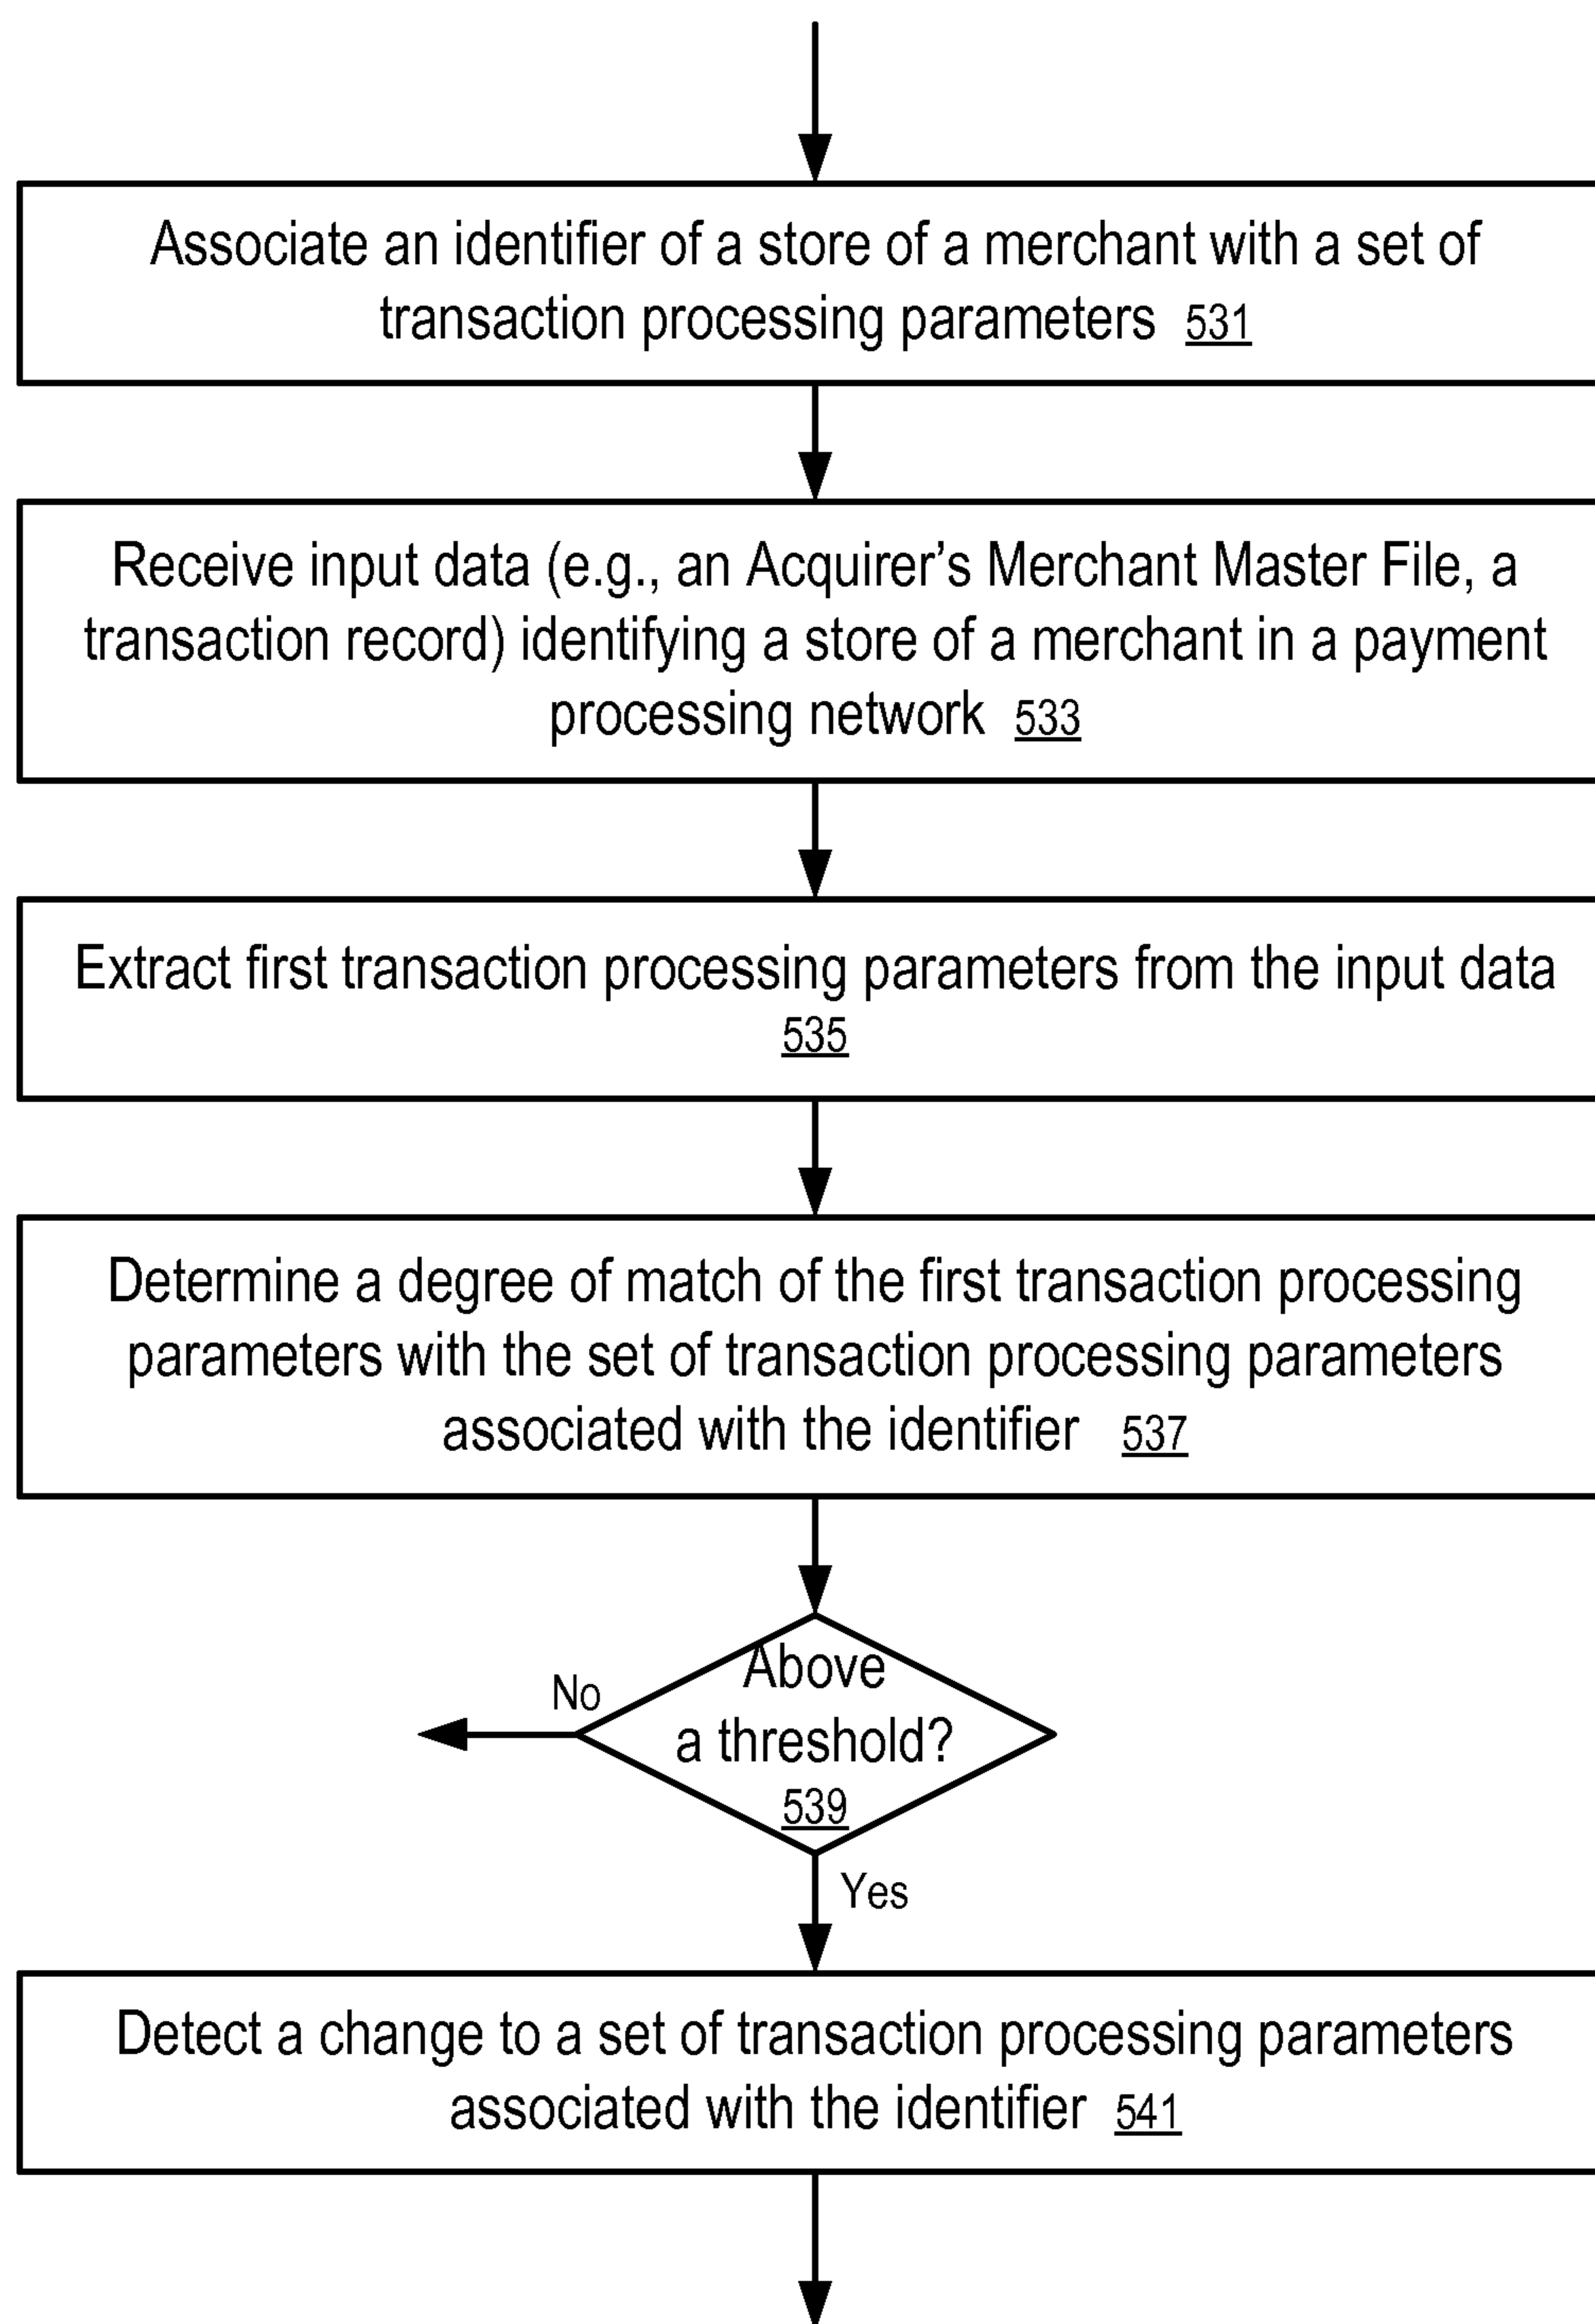 Associate an identifier of a store of a merchant with a set of
transaction processing parameters 531
Receive input data (e.g., an Acquirer’s Merchant Master File, a
transaction record) identifying a store of a merchant in a payment
processing network 533
Extract first transaction processing parameters from the input data
535
Determine a degree of match of the first transaction processing
parameters with the set of transaction processing parameters
associated with the identifier 537
Above
a threshold?
539
No
Yes
Detect a change to a set of transaction processing parameters
associated with the identifier 541